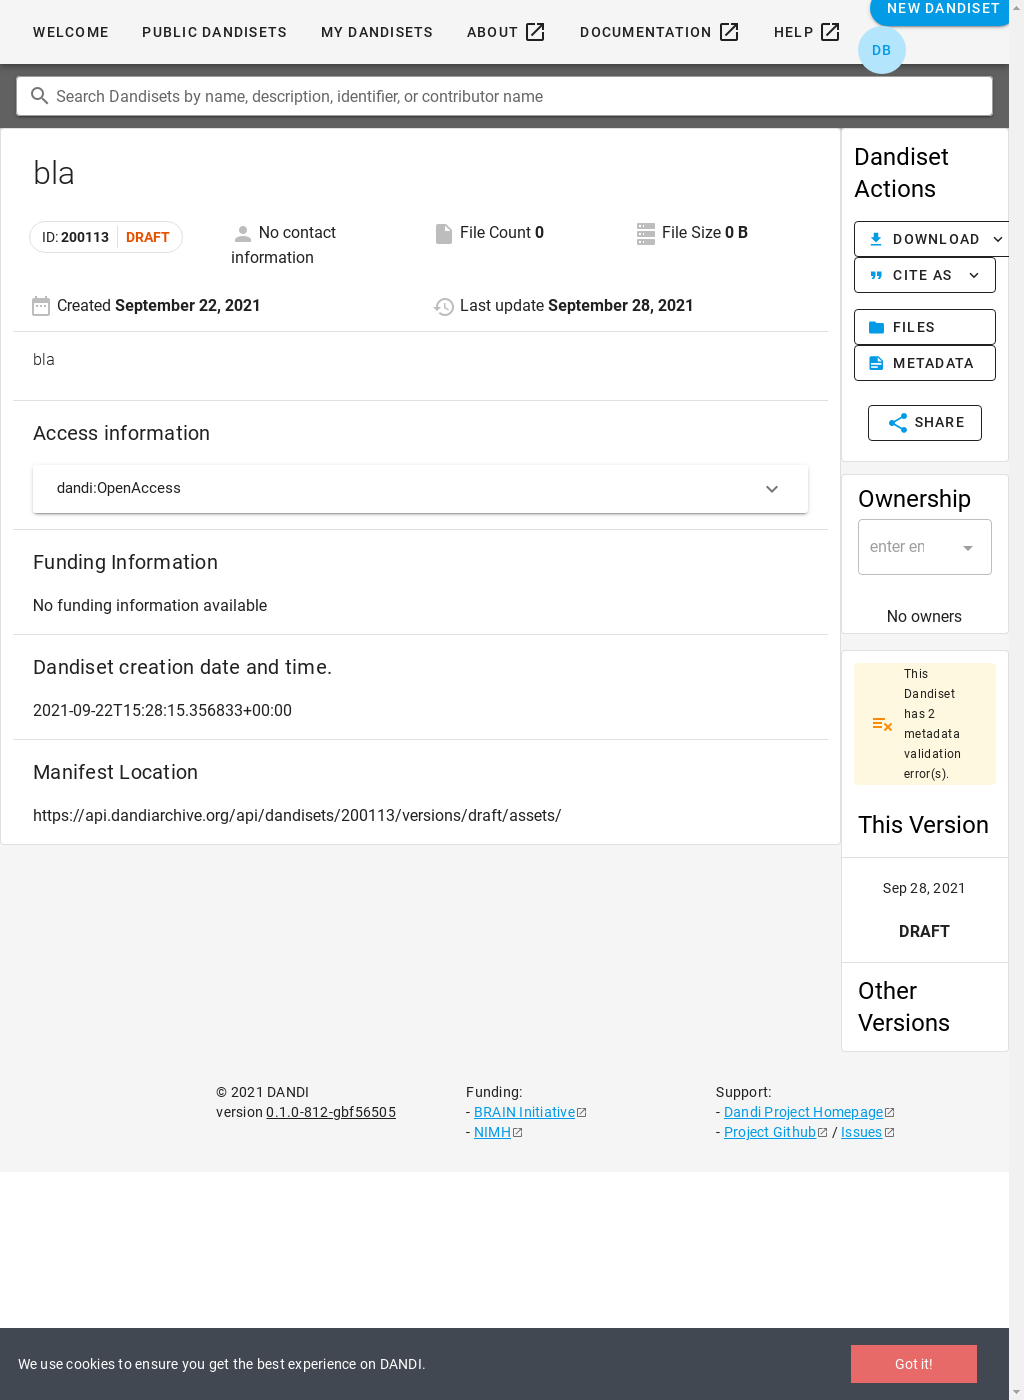 WELCOME PUBLIC DANDISETS MY DANDISETS ABOUT DOCUMENTATION HELP NEW DANDISET
DB
Search Dandisets by name, description, identifier, or contributor name
bla
ID: 200113 DRAFT
No contact
information
File Count 0
File Size 0 B
Created September 22, 2021
Last update September 28, 2021
bla
Access information
dandi:OpenAccess
Funding Information
No funding information available
Dandiset creation date and time.
2021-09-22T15:28:15.356833+00:00
Manifest Location
https://api.dandiarchive.org/api/dandisets/200113/versions/draft/assets/
Dandiset
Actions
DOWNLOAD
CITE AS
FILES
METADATA
SHARE
Ownership
enter en
No owners
This
Dandiset
has 2
metadata
validation
error(s).
This Version
Sep 28, 2021
DRAFT
Other
Versions
© 2021 DANDI
version 0.1.0-812-gbf56505
Funding:
- BRAIN Initiative
- NIMH
Support:
- Dandi Project Homepage
- Project Github / Issues
We use cookies to ensure you get the best experience on DANDI.
Got it!